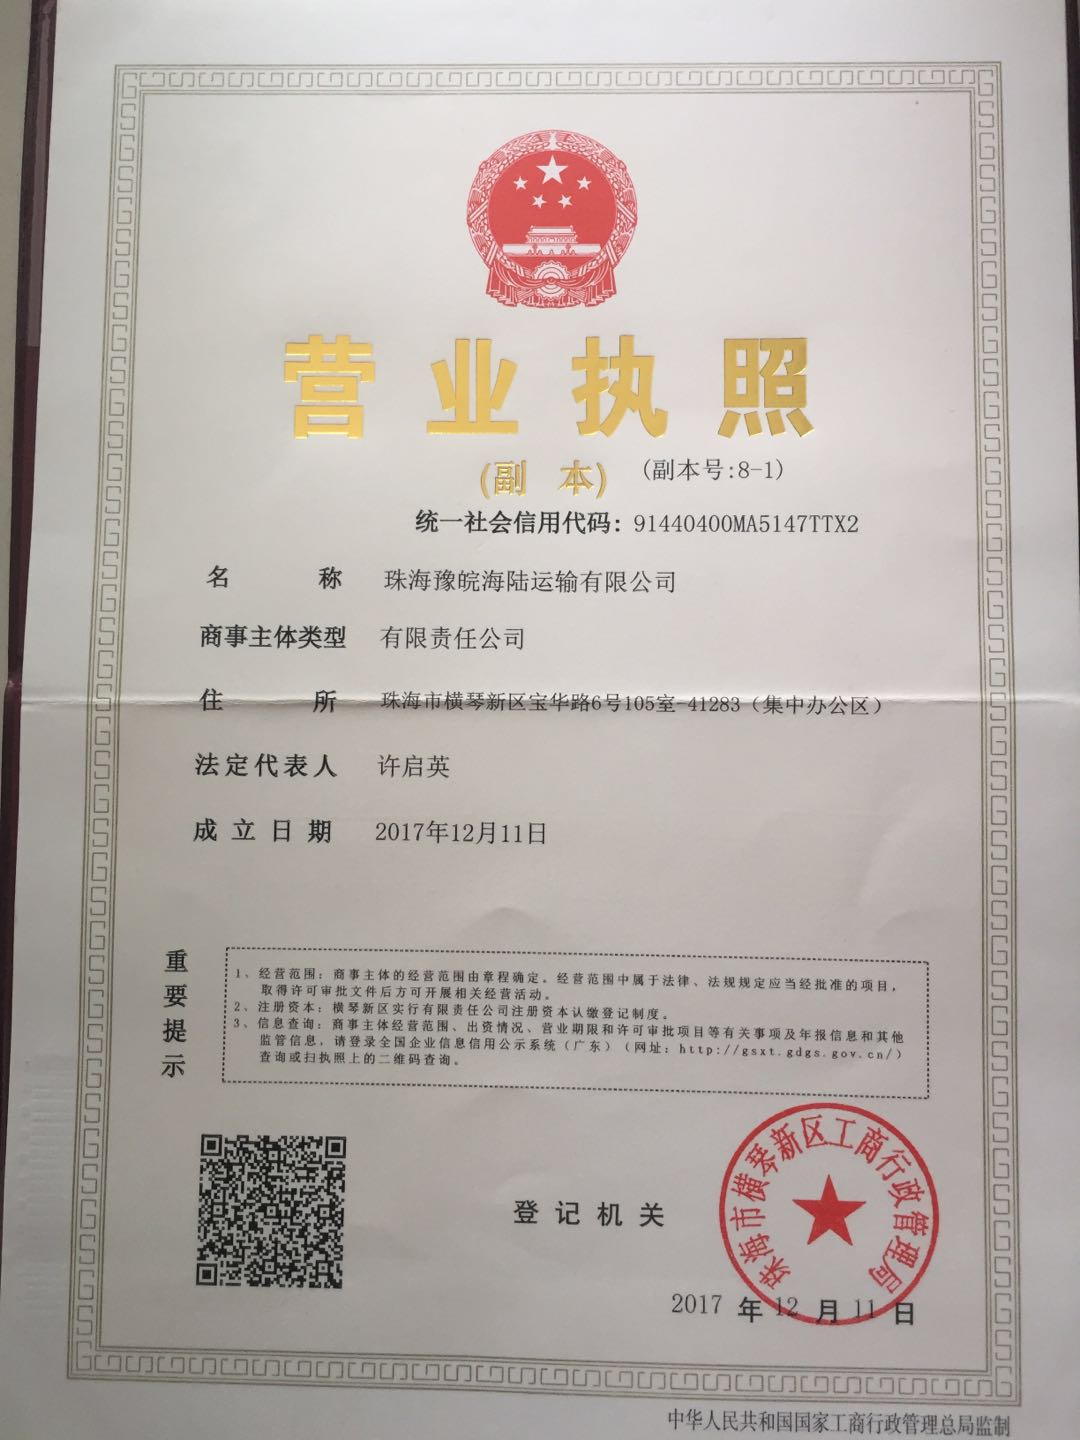 营业执照
(副 本) (副本号:8-1)
统一社会信用代码: 91440400MA5147TTX2
名 称 珠海豫皖海陆运输有限公司
商事主体类型 有限责任公司
住 所 珠海市横琴新区宝华路6号105室-41283（集中办公区）
法定代表人 许启英
成立日期 2017年12月11日
重要提示
1、经营范围：商事主体的经营范围由章程确定。经营范围中属于法律、法规规定应当经批准的项目，
取得许可审批文件后方可开展相关经营活动。
2、注册资本：横琴新区实行有限责任公司注册资本认缴登记制度。
3、信息查询：商事主体经营范围、出资情况、营业期限和许可审批项目等有关事项及年报信息和其他
监管信息，请登录全国企业信息信用公示系统（广东）（网址：http://gsxt.gdgs.gov.cn/）
查询或扫执照上的二维码查询。
登记机关
珠海市横琴新区工商行政管理局
2017 年 12 月 11 日
中华人民共和国国家工商行政管理总局监制